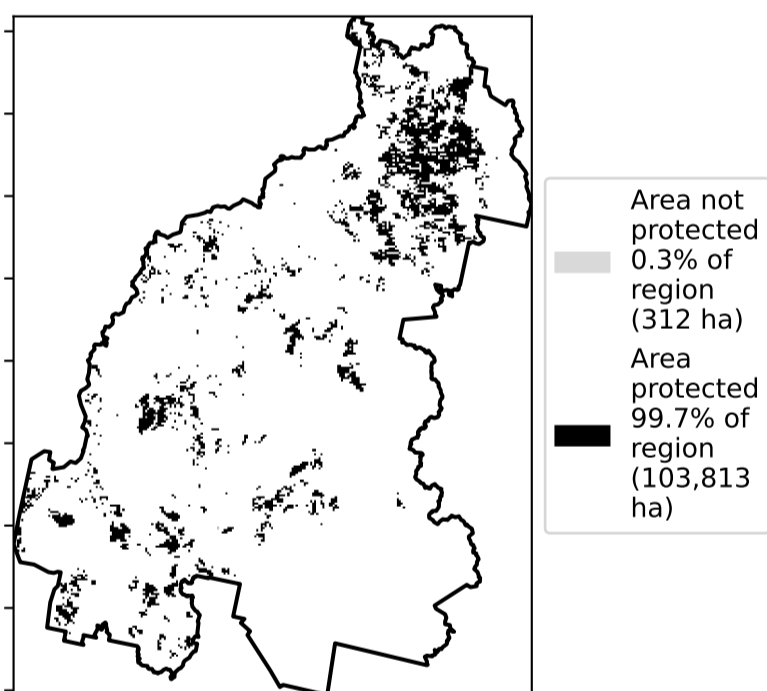 Area not
protected
0.3% of
region
(312 ha)
Area
protected
99.7% of
region
(103,813
ha)